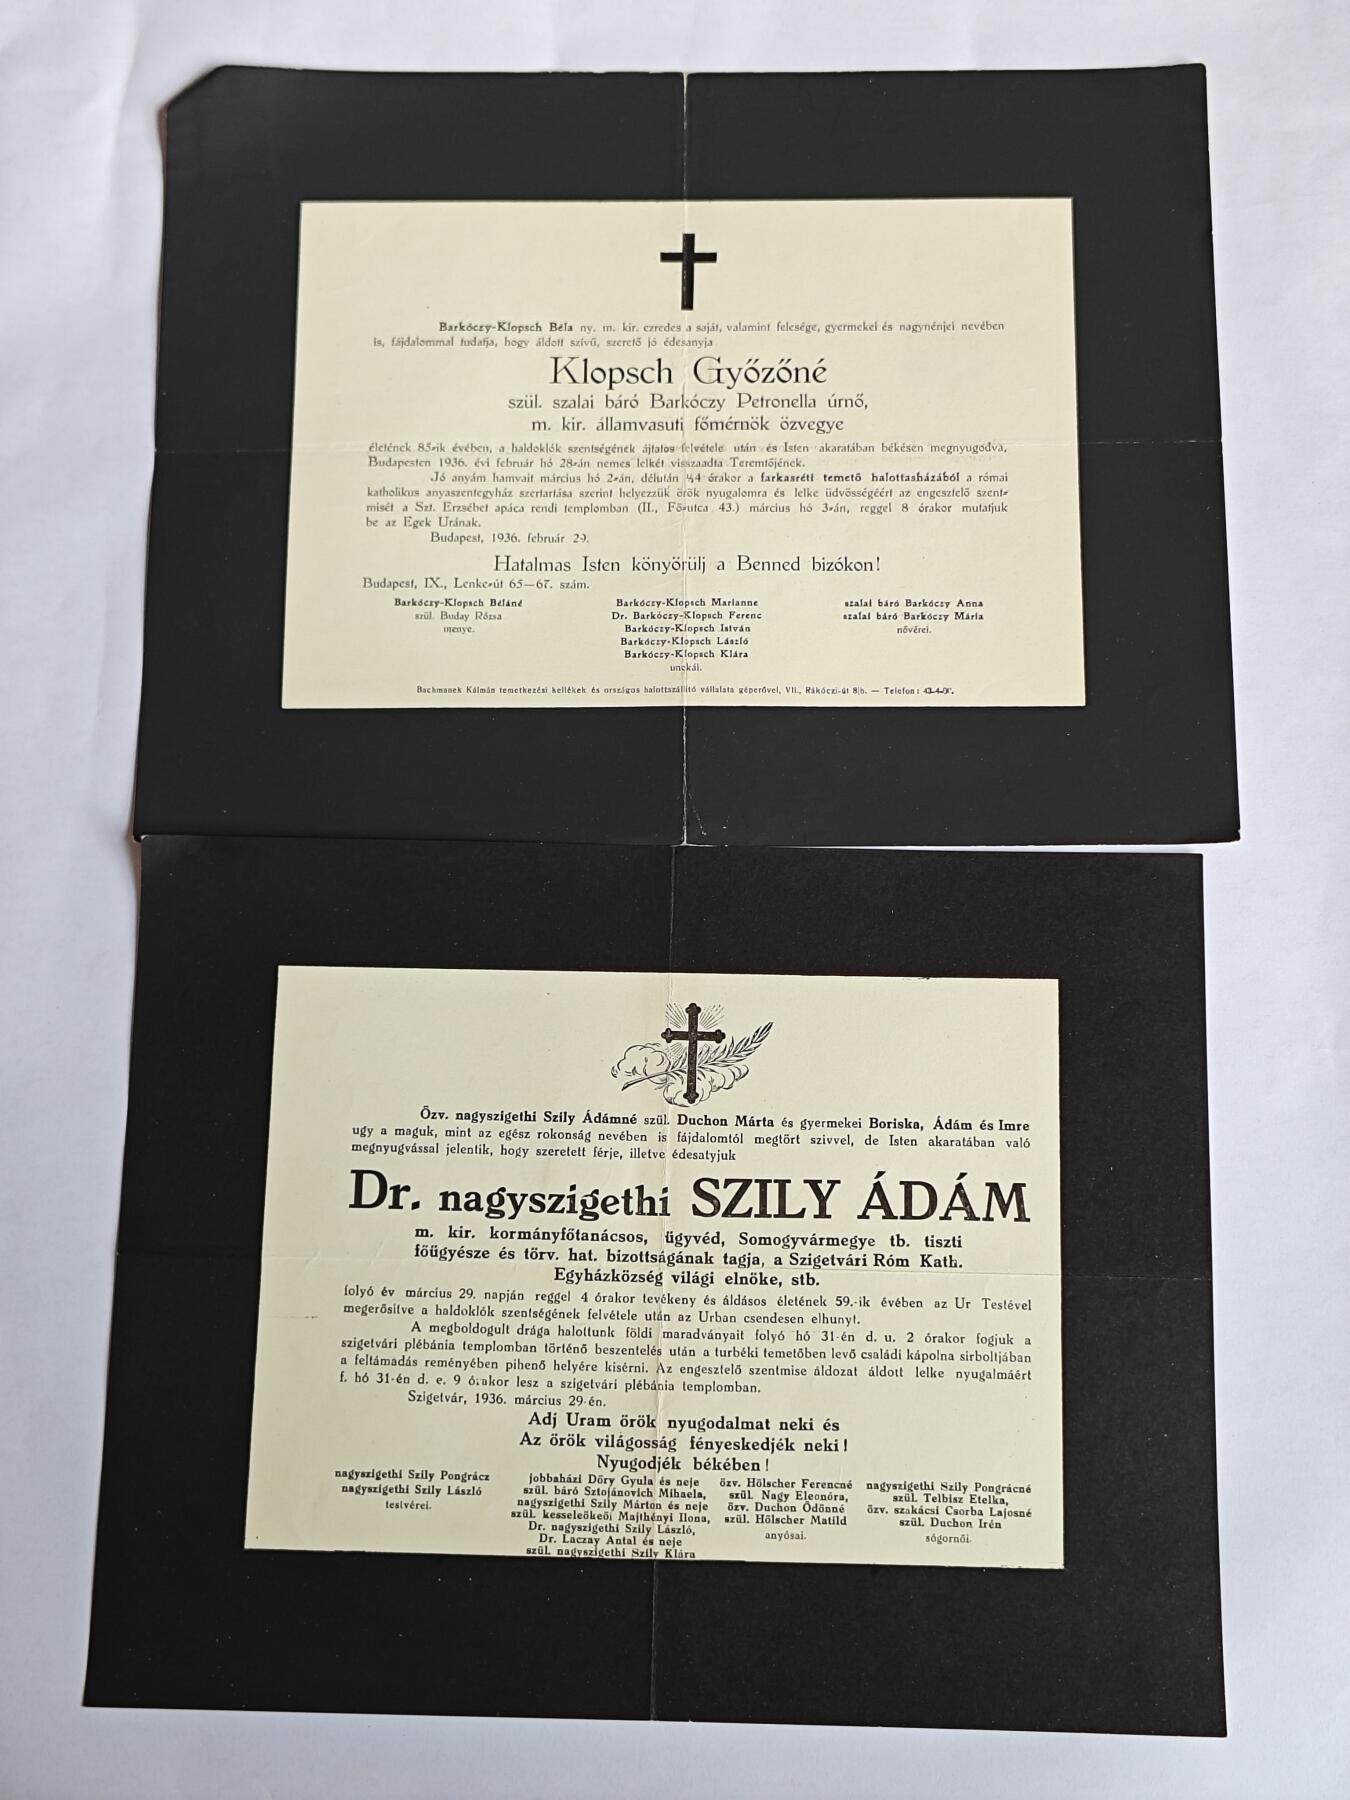 Barkóczy-Klopsch Béla ny. m. kir. ezredes a saját, valamint felesége, gyermekei és nagynénjei nevében
is, fájdalommal tudatja, hogy áldott szívű, szerető jó édesanyja
Klopsch Győzőné
szül. szalai báró Barkóczy Petronella úrnő,
m. kir. államvasuti főmérnök özvegye
életének 85-ik évében, a haldoklók szentségének ájtatos felvétele után és Isten akaratában békésen megnyugodva,
Budapesten 1936. évi február hó 28-án nemes lelkét visszaadta Teremtőjének.
Jó anyám hamvait március hó 2-án, délután ¼4 órakor a farkasréti temető halottasházából a római
katholikus anyaszentegyház szertartása szerint helyezzük örök nyugalomra és lelke üdvösségéért az engesztelő szent-
misét a Szt. Erzsébet apáca rendi templomban (II., Fő-utca 43.) március hó 3-án, reggel 8 órakor mutatjuk
be az Egek Urának.
Budapest, 1936. február 29.
Hatalmas Isten könyörülj a Benned bizókon!
Budapest, IX., Lenke-út 65—67. szám.
Barkóczy-Klopsch Béláné
szül. Buday Rózsa
menye.
Barkóczy-Klopsch Marianne
Dr. Barkóczy-Klopsch Ferenc
Barkóczy-Klopsch István
Barkóczy-Klopsch László
Barkóczy-Klopsch Klára
unokái.
szalai báró Barkóczy Anna
szalai báró Barkóczy Mária
nővérei.
Bachmanek Kálmán temetkezési kellékek és országos halottszállító vállalata géperővel, VII., Rákóczi-út 8|b. — Telefon:
Özv. nagyszigethi Szily Ádámné szül. Duchon Márta és gyermekei Boriska, Ádám és Imre
ugy a maguk, mint az egész rokonság nevében is fájdalomtól megtört szivvel, de Isten akaratában való
megnyugvással jelentik, hogy szeretett férje, illetve édesatyjuk
Dr. nagyszigethi SZILY ÁDÁM
m. kir. kormányfőtanácsos, ügyvéd, Somogyvármegye tb. tiszti
főügyésze és törv. hat. bizottságának tagja, a Szigetvári Róm Kath.
Egyházközség világi elnöke, stb.
folyó év március 29. napján reggel 4 órakor tevékeny és áldásos életének 59.-ik évében az Ur Testével
megerősitve a haldoklók szentségének felvétele után az Urban csendesen elhunyt.
A megboldogult drága halottunk földi maradványait folyó hó 31-én d. u. 2 órakor fogjuk a
szigetvári plébánia templomban történő beszentelés után a turbéki temetőben levő családi kápolna sirboltjában
a feltámadás reményében pihenő helyére kisérni. Az engesztelő szentmise áldozat áldott lelke nyugalmáért
f. hó 31-én d. e. 9 órakor lesz a szigetvári plébánia templomban.
Szigetvár, 1936. március 29-én.
Adj Uram örök nyugodalmat neki és
Az örök világosság fényeskedjék neki!
Nyugodjék békében!
nagyszigethi Szily Pongrácz
nagyszigethi Szily László
testvérei.
jobbaházi Dőry Gyula és neje
szül. báró Sztojánovich Mihaela,
nagyszigethi Szily Márton és neje
szül. kesseleőkeői Majthényi Ilona,
Dr. nagyszigethi Szily László,
Dr. Laczay Antal és neje
szül. nagyszigethi Szily Klára
özv. Hölscher Ferencné
szül. Nagy Eleonóra,
özv. Duchon Ödönné
szül. Hölscher Matild
anyósai.
nagyszigethi Szily Pongrácné
szül. Telbisz Etelka,
özv. szakácsi Csorba Lajosné
szül. Duchon Irén
sógornői.